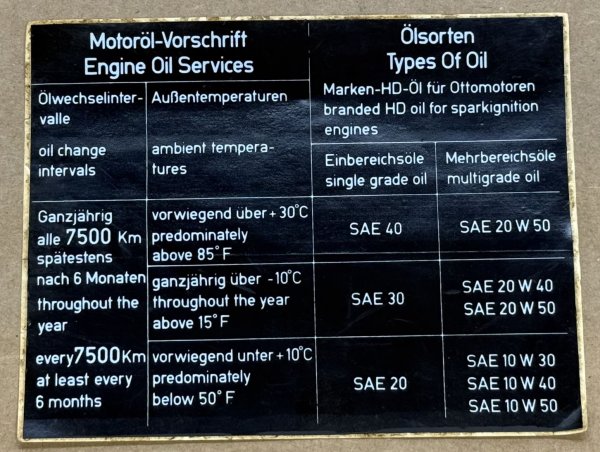 Motoröl-Vorschrift
Engine Oil Services
Ölsorten
Types Of Oil
Ölwechselinter-
valle
oil change
intervals
Außentemperaturen
ambient tempera-
tures
Marken-HD-Öl für Ottomotoren
branded HD oil for sparkignition
engines
Einbereichsöle
single grade oil
Mehrbereichsöle
multigrade oil
Ganzjährig
alle 7500 Km
spätestens
nach 6 Monaten
throughout the
year
every 7500 Km
at least every
6 months
vorwiegend über +30°C
predominately
above 85°F
SAE 40
SAE 20 W 50
ganzjährig über -10°C
throughout the year
above 15°F
SAE 30
SAE 20 W 40
SAE 20 W 50
vorwiegend unter +10°C
predominately
below 50°F
SAE 20
SAE 10 W 30
SAE 10 W 40
SAE 10 W 50